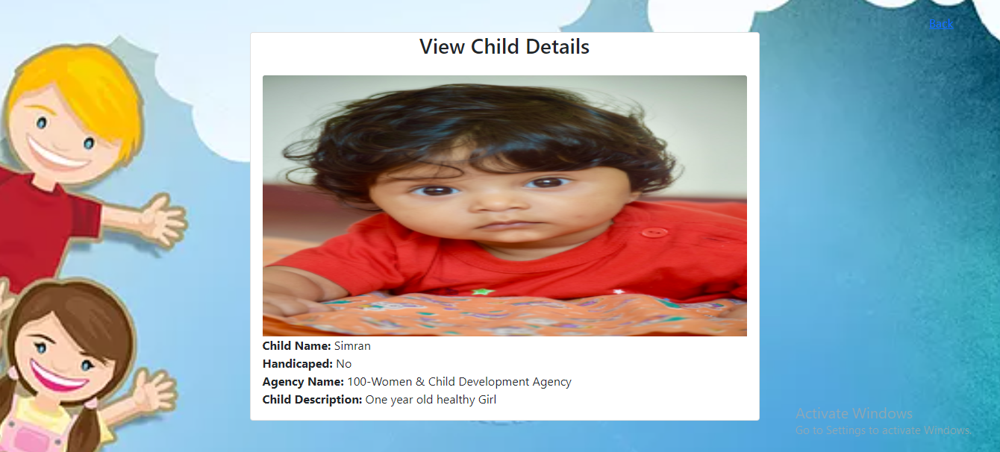 Back
View Child Details
Child Name: Simran
Handicaped: No
Agency Name: 100-Women & Child Development Agency
Child Description: One year old healthy Girl
Activate Windows
Go to Settings to activate Windows.